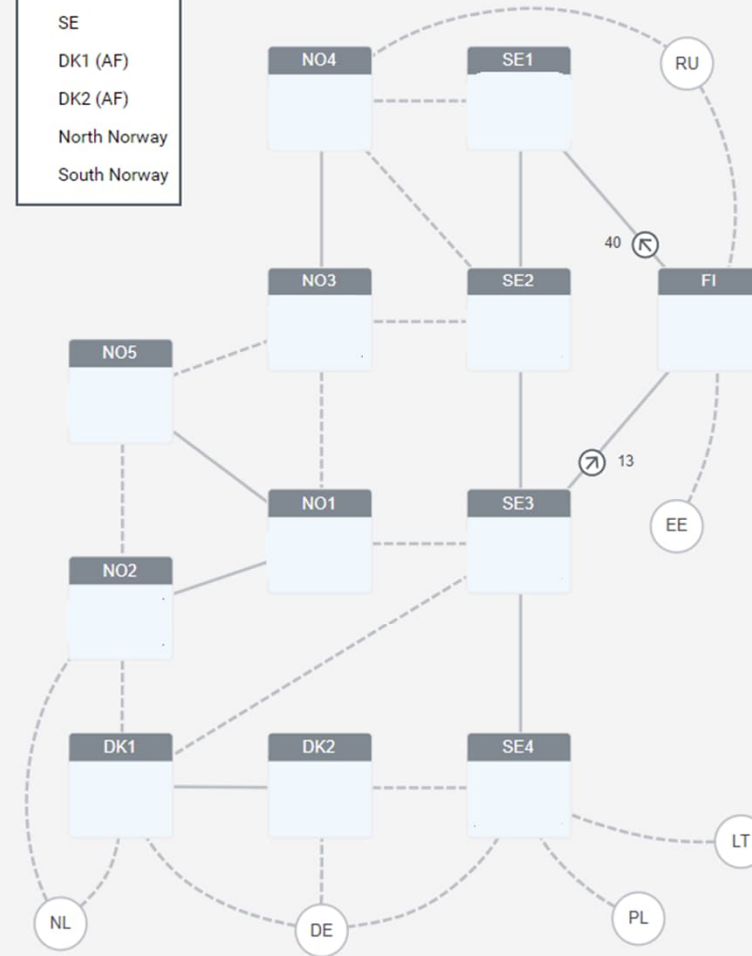 SE
DK1 (AF)
DK2 (AF)
North Norway
South Norway
NO4
SE1
RU
40
NO3
SE2
FI
NO5
13
NO1
SE3
EE
NO2
DK1
DK2
SE4
LT
NL
DE
PL